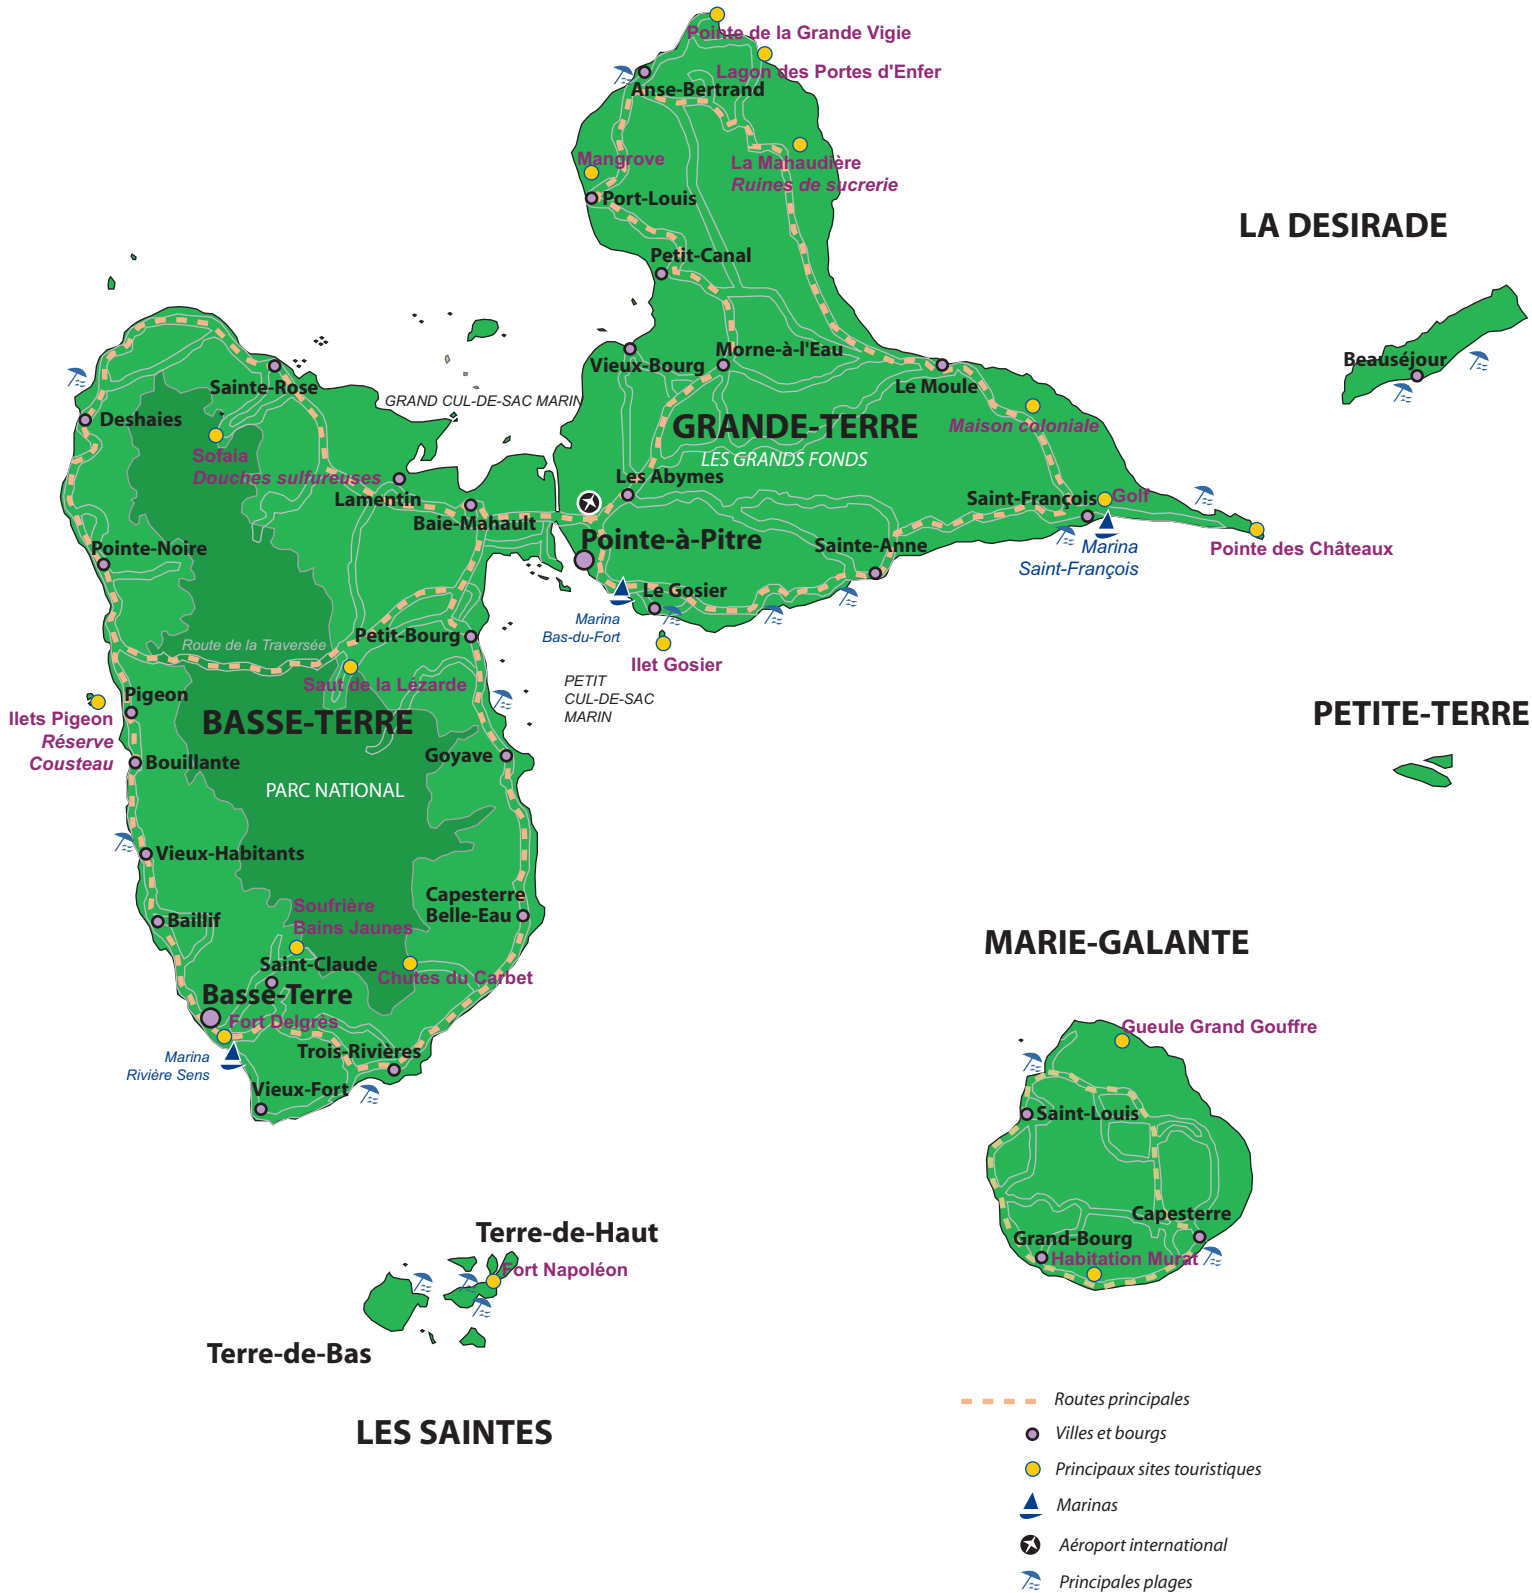 Pointe de la Grande Vigie
Lagon des Portes d'Enfer
Anse-Bertrand
Mangrove
La Mahaudière
Ruines de sucrerie
Port-Louis
LA DESIRADE
Petit-Canal
Morne-à-l'Eau
Vieux-Bourg
Beauséjour
Le Moule
Sainte-Rose
GRAND CUL-DE-SAC MARIN
Deshaies
GRANDE-TERRE
Maison coloniale
LES GRANDS FONDS
Sofaia
Douches sulfureuses
Les Abymes
Lamentin
Saint-François
Golf
Baie-Mahault
Pointe-à-Pitre
Pointe-Noire
Sainte-Anne
Marina
Saint-François
Pointe des Châteaux
Le Gosier
Marina
Bas-du-Fort
Petit-Bourg
Route de la Traversée
Ilet Gosier
Saut de la Lézarde
PETIT
CUL-DE-SAC
MARIN
Pigeon
Ilets Pigeon
Réserve
Cousteau
BASSE-TERRE
PETITE-TERRE
Goyave
Bouillante
PARC NATIONAL
Vieux-Habitants
Capesterre
Belle-Eau
Soufrière
Bains Jaunes
Baillif
MARIE-GALANTE
Saint-Claude
Chutes du Carbet
Basse-Terre
Fort Delgrès
Gueule Grand Gouffre
Marina
Rivière Sens
Trois-Rivières
Vieux-Fort
Saint-Louis
Capesterre
Grand-Bourg
Habitation Murat
Terre-de-Haut
Fort Napoléon
Terre-de-Bas
LES SAINTES
Routes principales
Villes et bourgs
Principaux sites touristiques
Marinas
Aéroport international
Principales plages